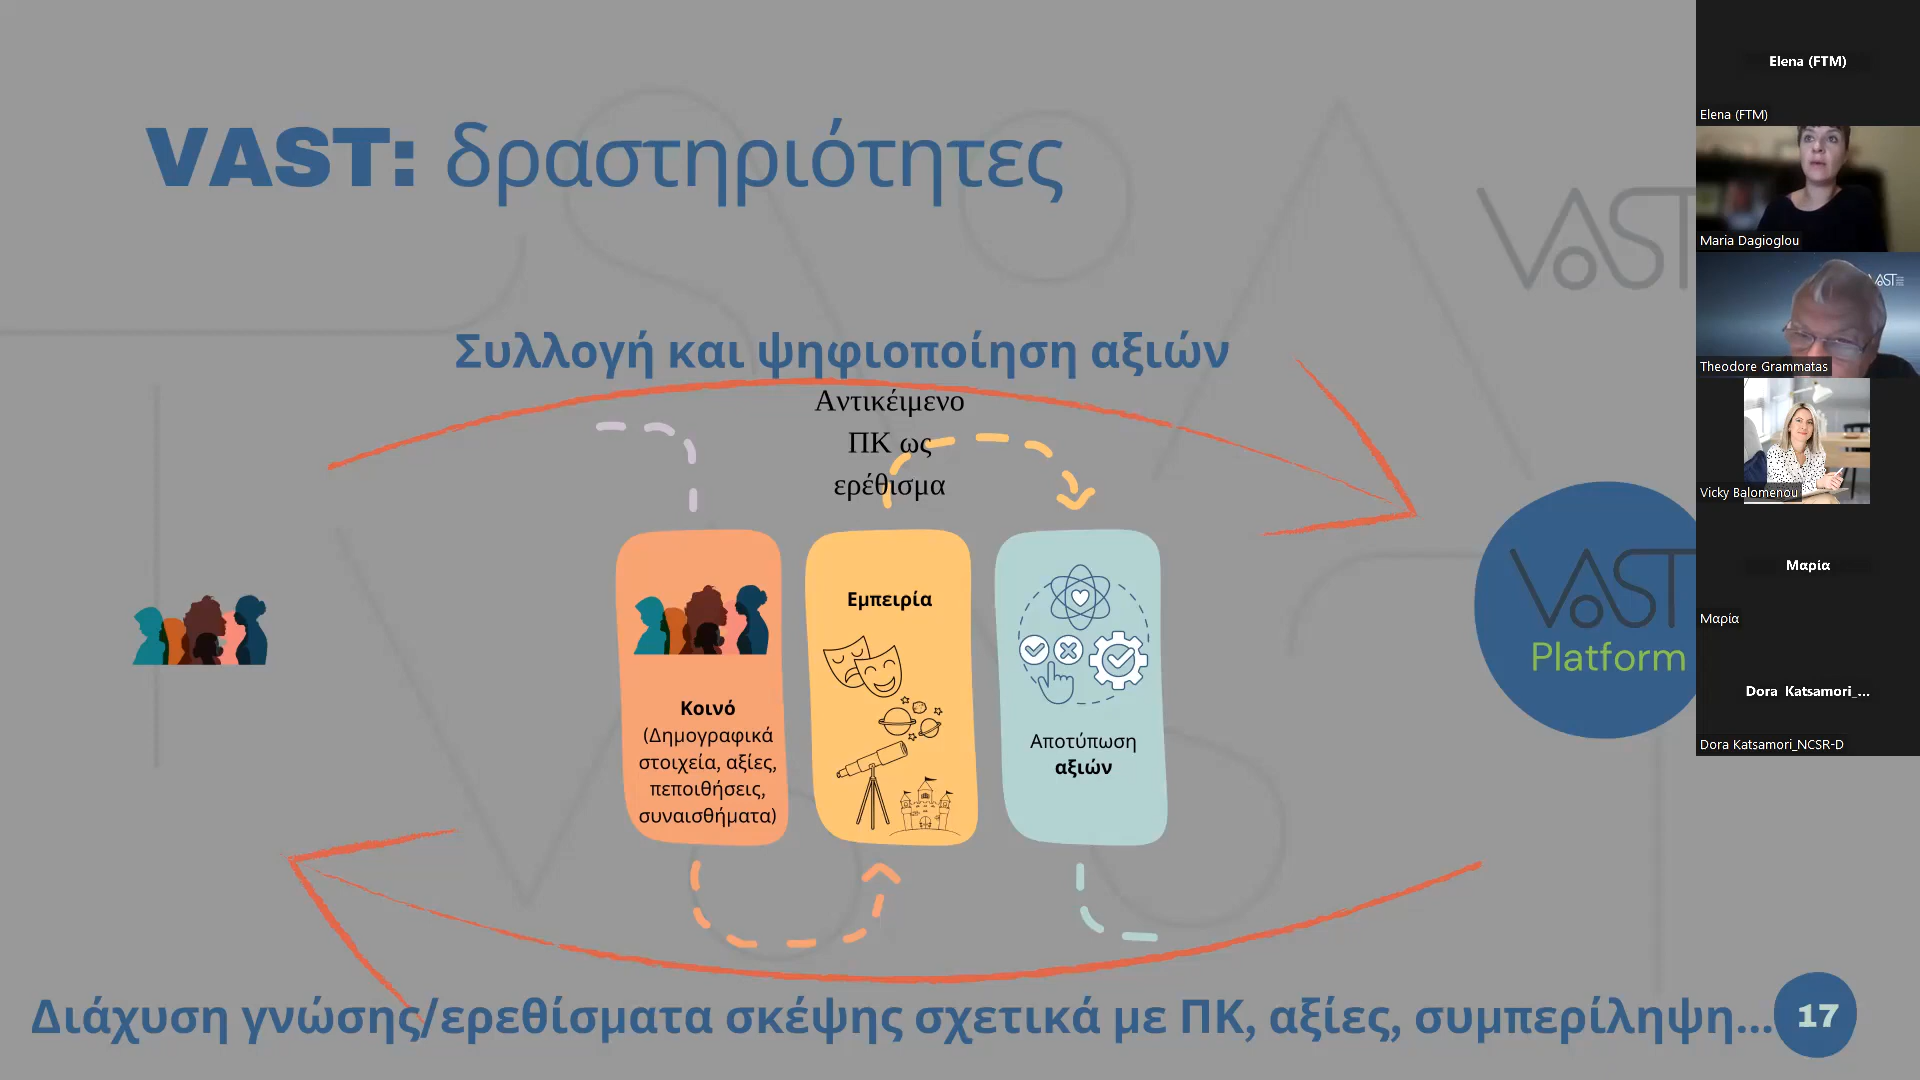 VAST: δραστηριότητες
VAST
Συλλογή και ψηφιοποίηση αξιών
Αντικείμενο
ΠΚ ως
ερέθισμα
Κοινό
(Δημογραφικά
στοιχεία, αξίες,
πεποιθήσεις,
συναισθήματα)
Εμπειρία
Αποτύπωση
αξιών
VAST
Platform
Διάχυση γνώσης/ερεθίσματα σκέψης σχετικά με ΠΚ, αξίες, συμπερίληψη...
17
Elena (FTM)
Elena (FTM)
Maria Dagioglou
VAST
Theodore Grammatas
Vicky Balomenou
Μαρία
Μαρία
Dora Katsamori_...
Dora Katsamori_NCSR-D